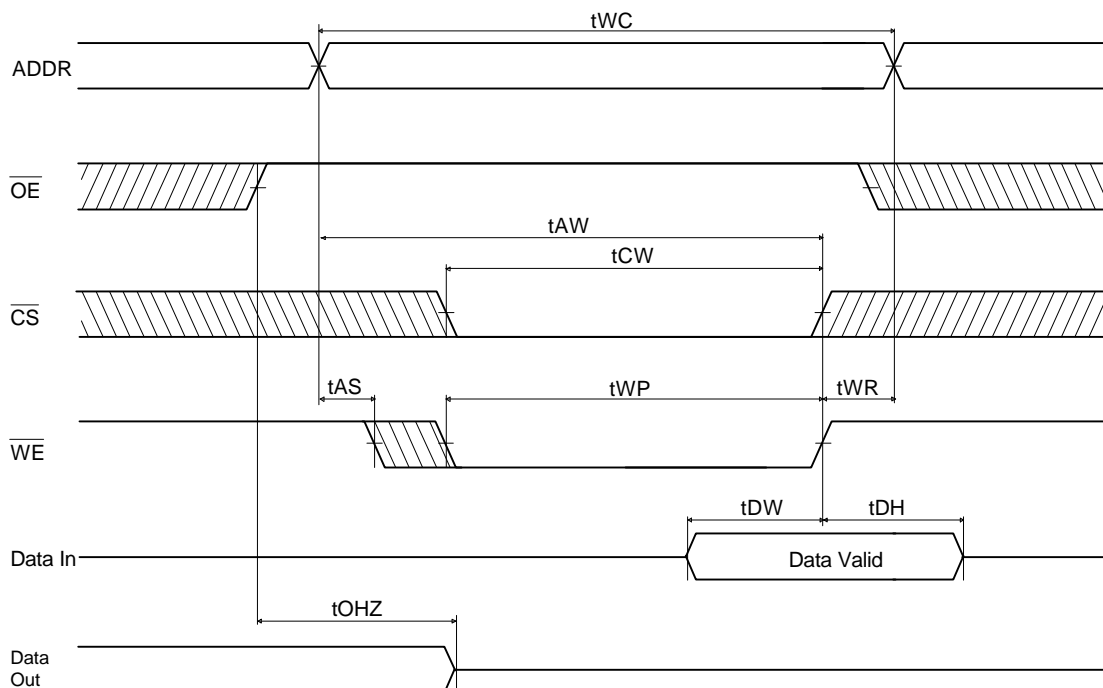 tWC
ADDR
OE
tAW
tCW
CS
tAS
tWP
tWR
WE
tDW
tDH
Data In
Data Valid
tOHZ
Data
Out